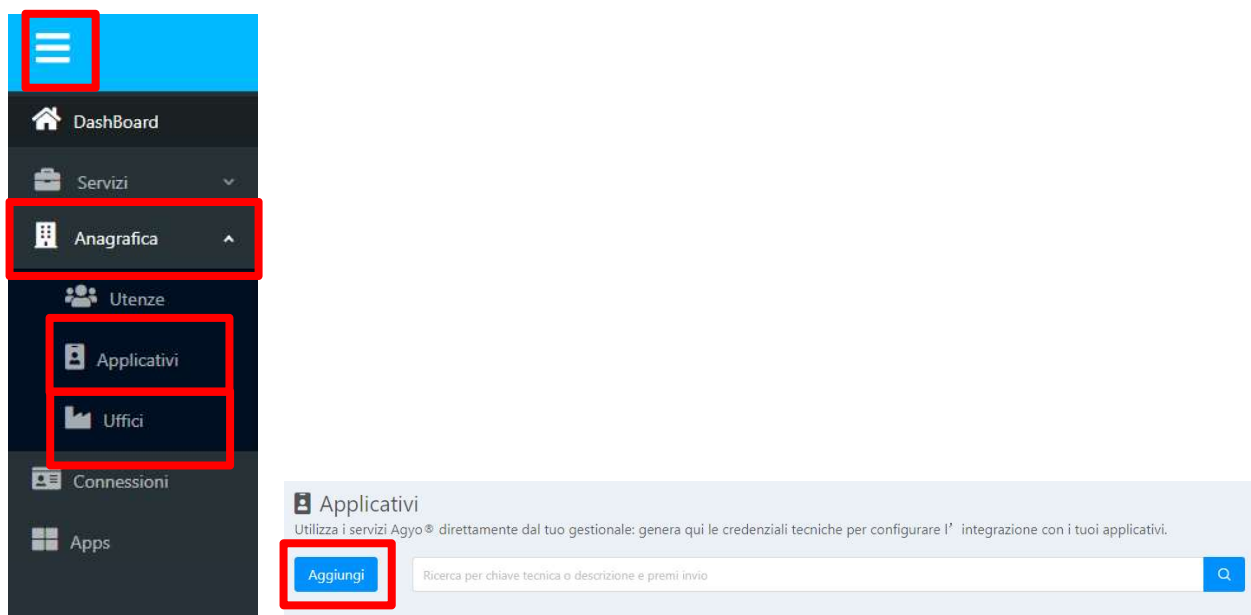 DashBoard
Servizi
Anagrafica
Utenze
Applicativi
Uffici
Connessioni
Apps
Applicativi
Utilizza i servizi Agyo® direttamente dal tuo gestionale: genera qui le credenziali tecniche per configurare l’ integrazione con i tuoi applicativi.
Aggiungi
Ricerca per chiave tecnica o descrizione e premi invio